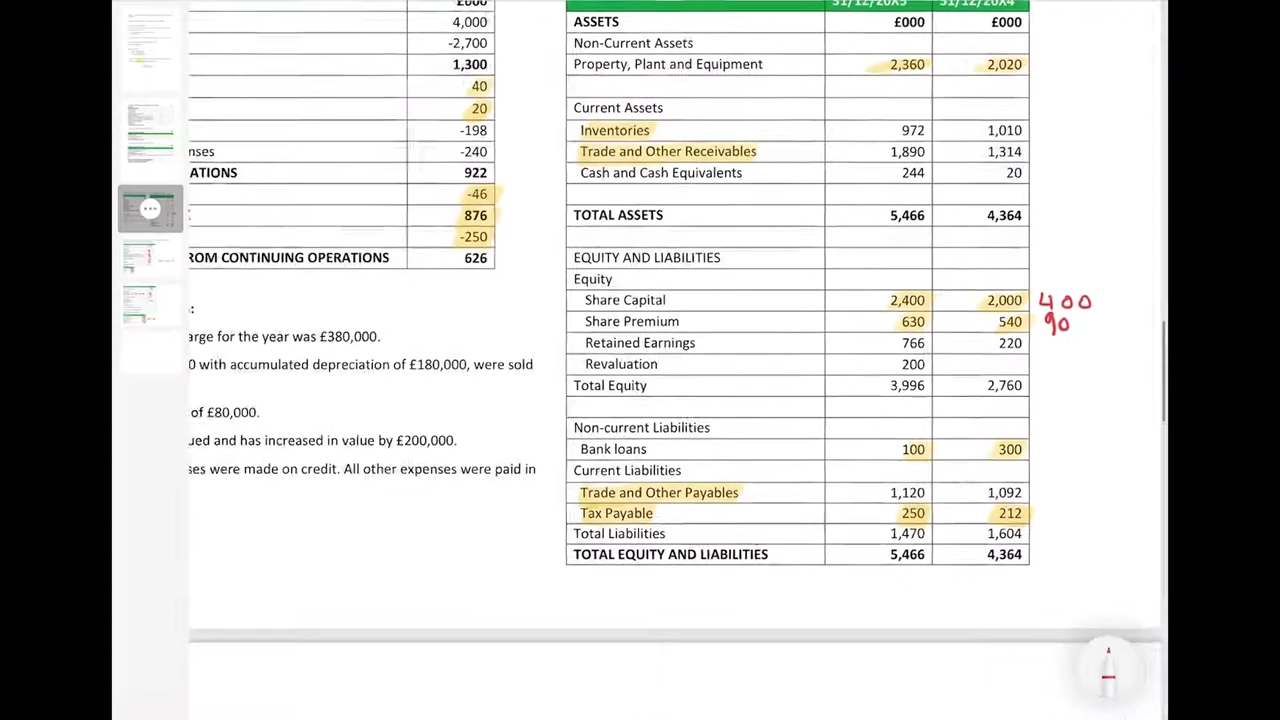 £000
4,000
-2,700
1,300
40
20
-198
nses -240
ATIONS 922
-46
876
-250
FROM CONTINUING OPERATIONS 626
:
arge for the year was £380,000.
0 with accumulated depreciation of £180,000, were sold
of £80,000.
ued and has increased in value by £200,000.
ses were made on credit. All other expenses were paid in
31/12/20X5 31/12/20X4
ASSETS £000 £000
Non-Current Assets
Property, Plant and Equipment 2,360 2,020
Current Assets
Inventories 972 1,010
Trade and Other Receivables 1,890 1,314
Cash and Cash Equivalents 244 20
TOTAL ASSETS 5,466 4,364
EQUITY AND LIABILITIES
Equity
Share Capital 2,400 2,000 400
Share Premium 630 540 90
Retained Earnings 766 220
Revaluation 200
Total Equity 3,996 2,760
Non-current Liabilities
Bank loans 100 300
Current Liabilities
Trade and Other Payables 1,120 1,092
Tax Payable 250 212
Total Liabilities 1,470 1,604
TOTAL EQUITY AND LIABILITIES 5,466 4,364